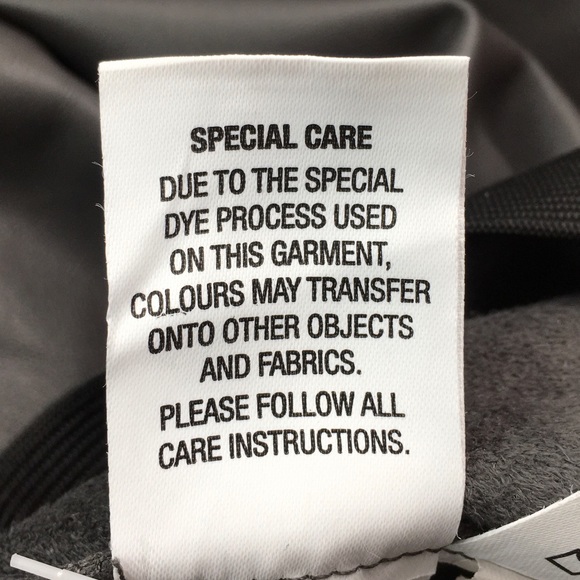 SPECIAL CARE
DUE TO THE SPECIAL
DYE PROCESS USED
ON THIS GARMENT,
COLOURS MAY TRANSFER
ONTO OTHER OBJECTS
AND FABRICS.
PLEASE FOLLOW ALL
CARE INSTRUCTIONS.